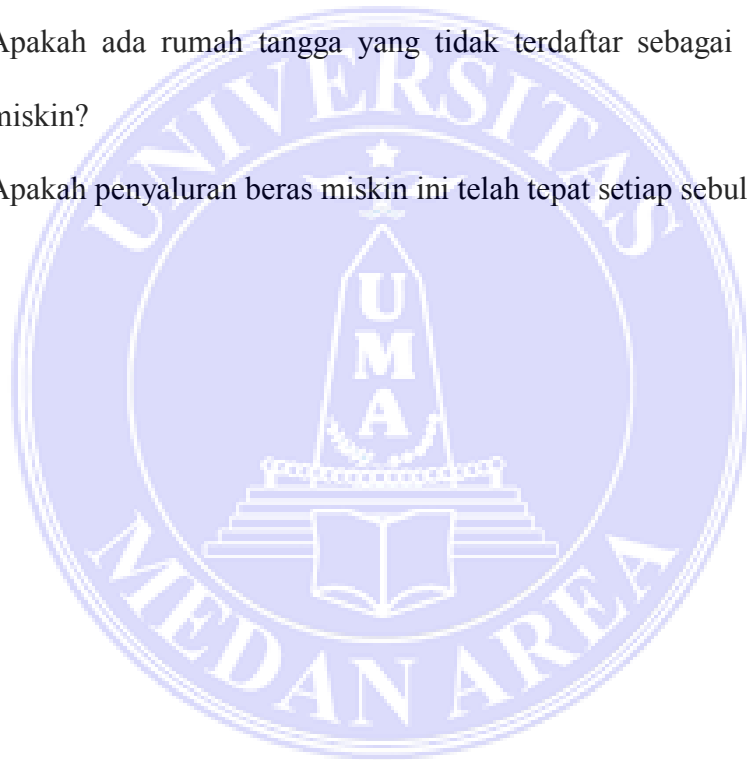 Apakah ada rumah tangga yang tidak terdaftar sebagai
miskin?
Apakah penyaluran beras miskin ini telah tepat setiap sebul
UNIVERSITAS
UMA
MEDAN AREA